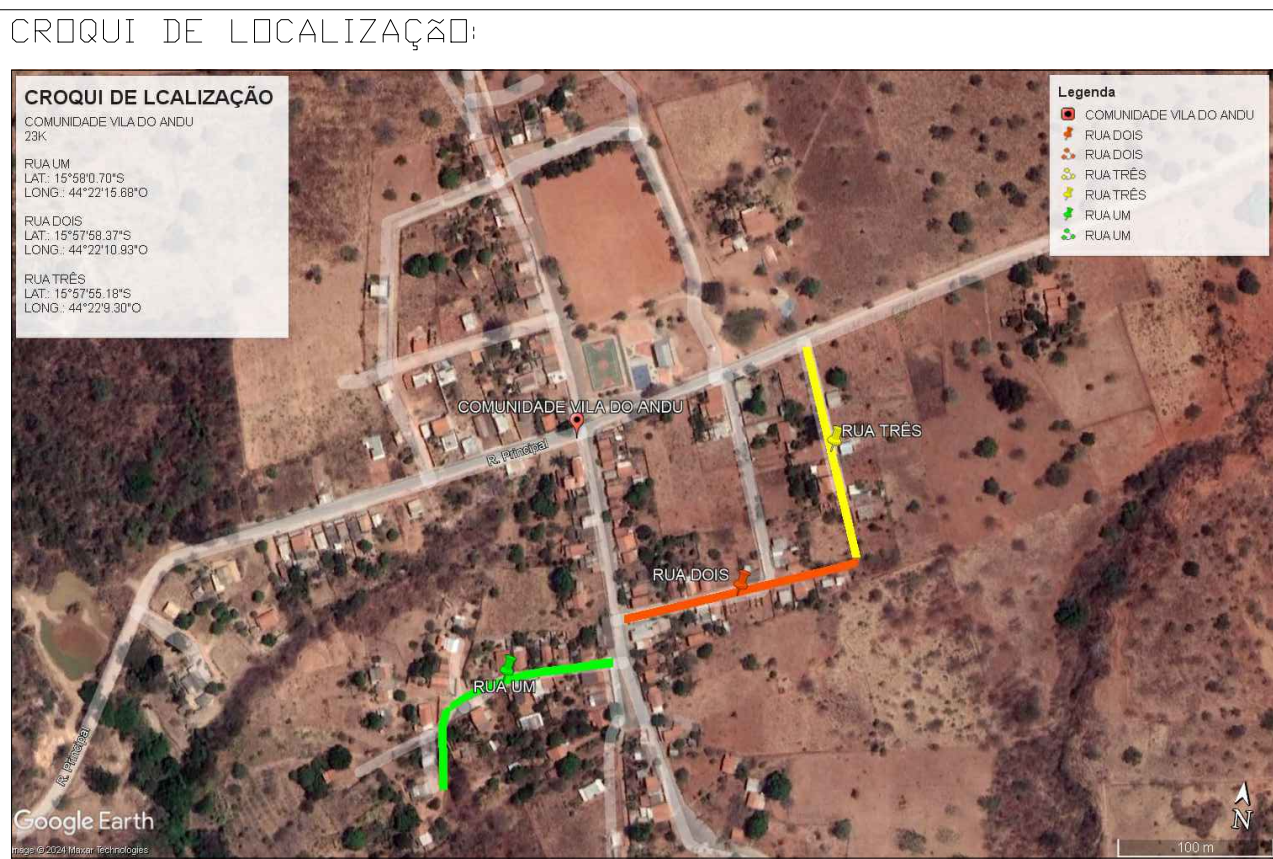 CROQUI DE LOCALIZAÇÃO:
CROQUI DE LCALIZAÇÃO
COMUNIDADE VILA DO ANDU
23K
RUA UM
LAT.: 15°58'0.70"S
LONG.: 44°22'15.68"O
RUA DOIS
LAT.: 15°57'58.37"S
LONG.: 44°22'10.93"O
RUA TRÊS
LAT.: 15°57'55.18"S
LONG.: 44°22'9.30"O
Legenda
COMUNIDADE VILA DO ANDU
RUA DOIS
RUA DOIS
RUA TRÊS
RUA TRÊS
RUA UM
RUA UM
COMUNIDADE VILA DO ANDU
RUA TRÊS
R. Principal
RUA DOIS
RUA UM
R. Principal
Google Earth
Image © 2024 Maxar Technologies
N
100 m